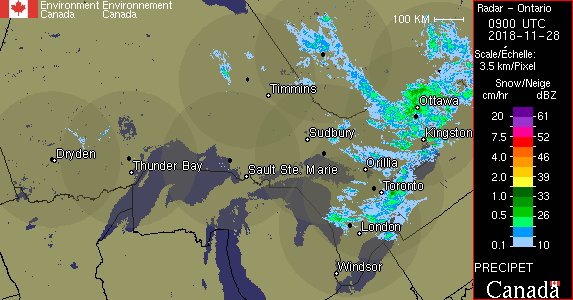 Environment Environnement
Canada Canada
100 KM
Radar - Ontario
0900 UTC
2018-11-28
Scale/Échelle:
3.5 km/Pixel
Snow/Neige
cm/hr dBZ
20 61
7.5 52
4.0 46
2.0 39
1.0 33
0.5 26
0.1 10
PRECIPET
Canada
Timmins
Ottawa
Sudbury
Kingston
Dryden
Thunder Bay
Sault Ste. Marie
Orillia
Toronto
London
Windsor